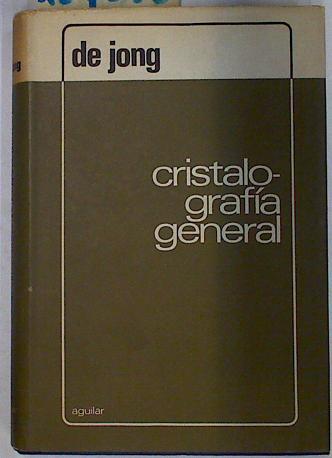 de jong
cristalo-
grafía
general
aguilar